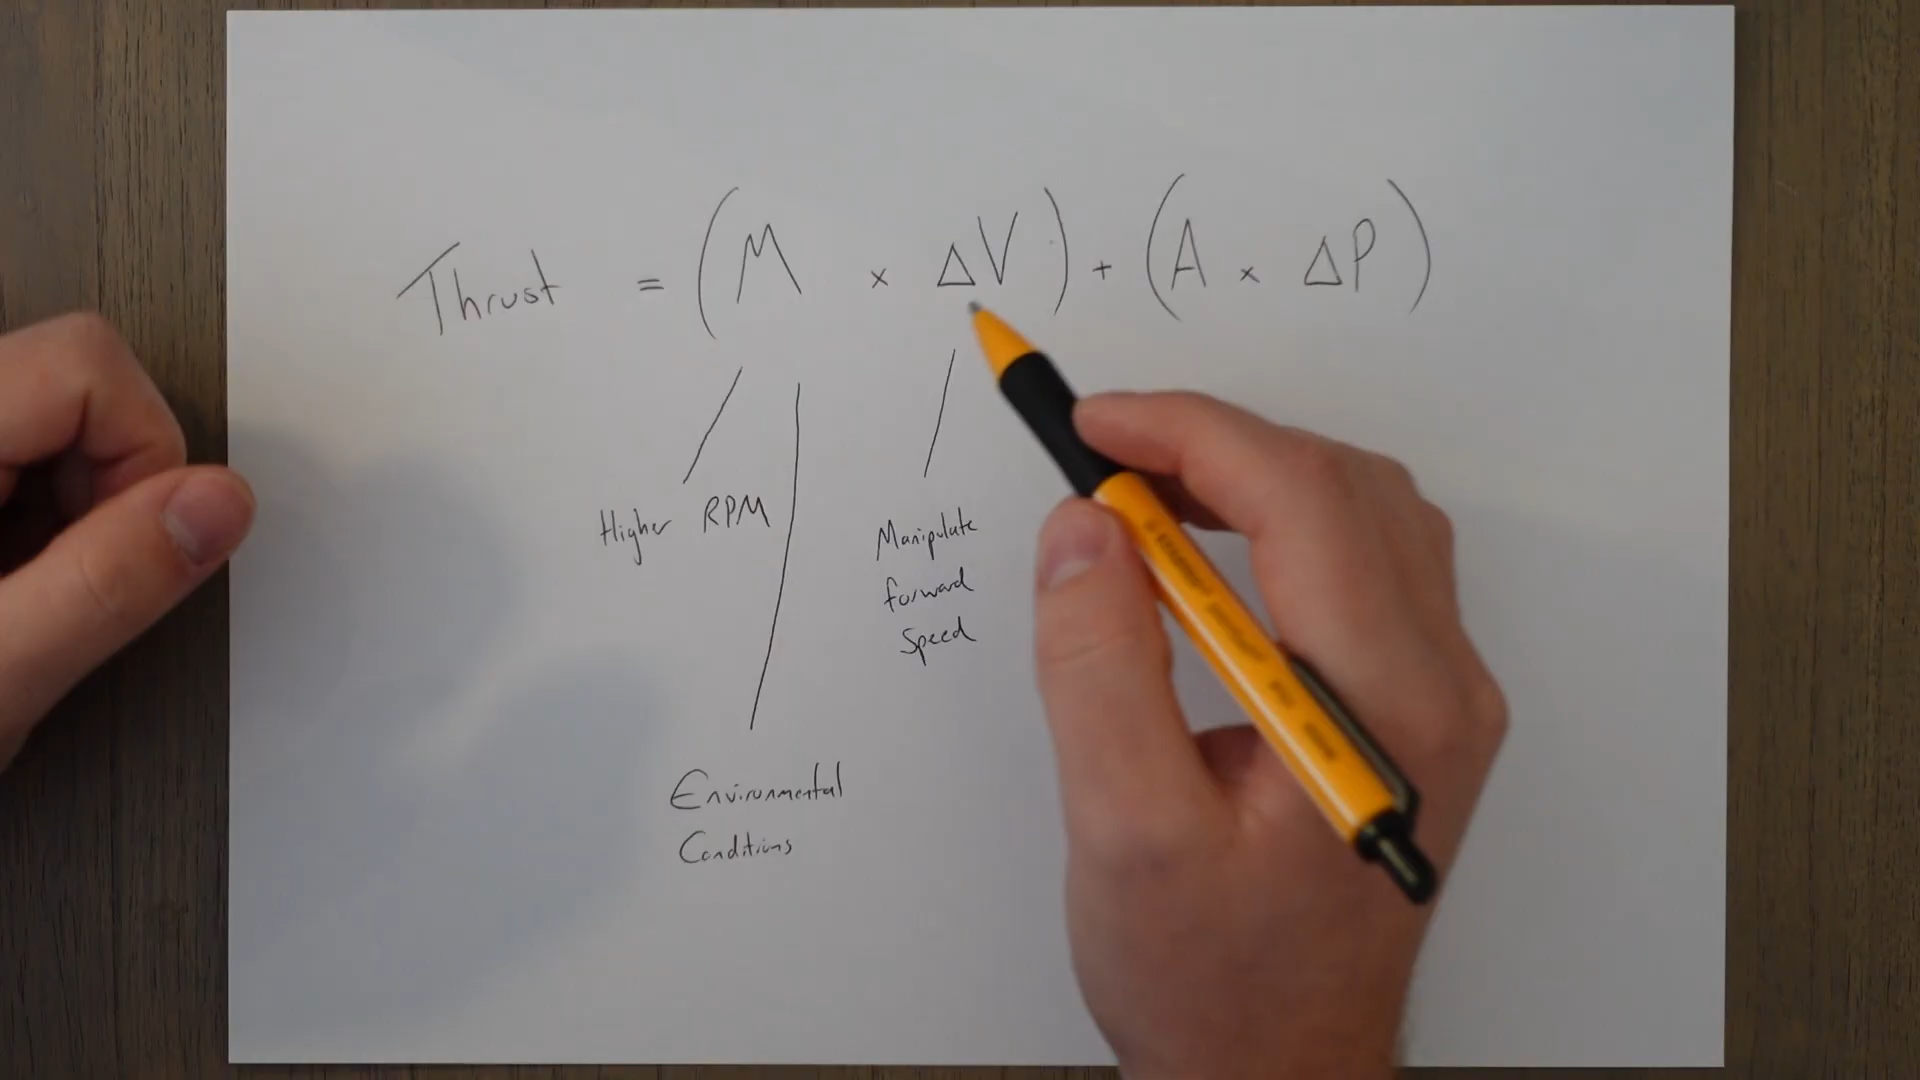 Thrust = (M × ΔV) + (A × ΔP)
Higher RPM
Manipulate
forward
Speed
Environmental
Conditions